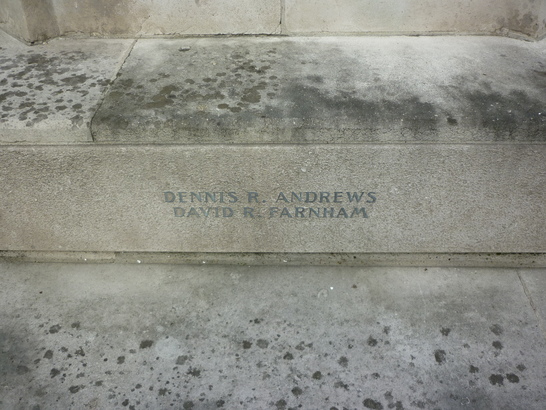 DENNIS R. ANDREWS
DAVID R. FARNHAM